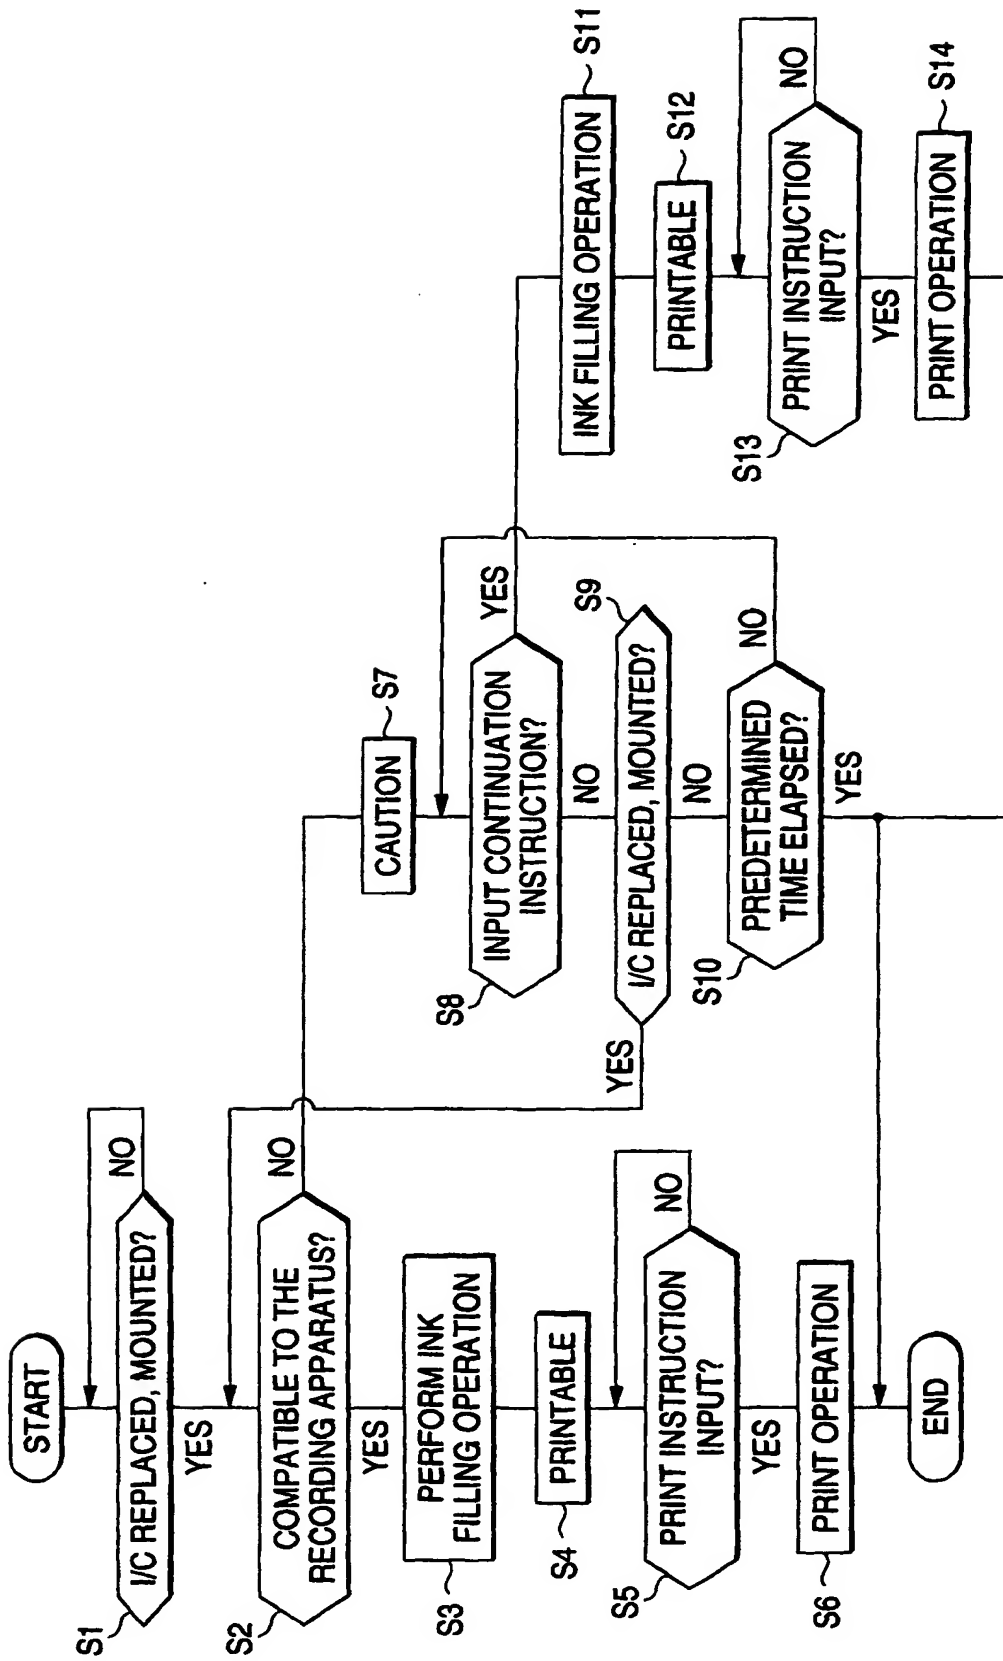 START
S1
I/C REPLACED, MOUNTED?
NO
YES
S2
COMPATIBLE TO THE
RECORDING APPARATUS?
NO
YES
S3
PERFORM INK
FILLING OPERATION
S4
PRINTABLE
S5
PRINT INSTRUCTION
INPUT?
NO
YES
S6
PRINT OPERATION
END
CAUTION
S7
S8
INPUT CONTINUATION
INSTRUCTION?
YES
NO
S9
I/C REPLACED, MOUNTED?
YES
NO
S10
PREDETERMINED
TIME ELAPSED?
NO
YES
INK FILLING OPERATION
S11
PRINTABLE
S12
S13
PRINT INSTRUCTION
INPUT?
NO
YES
PRINT OPERATION
S14